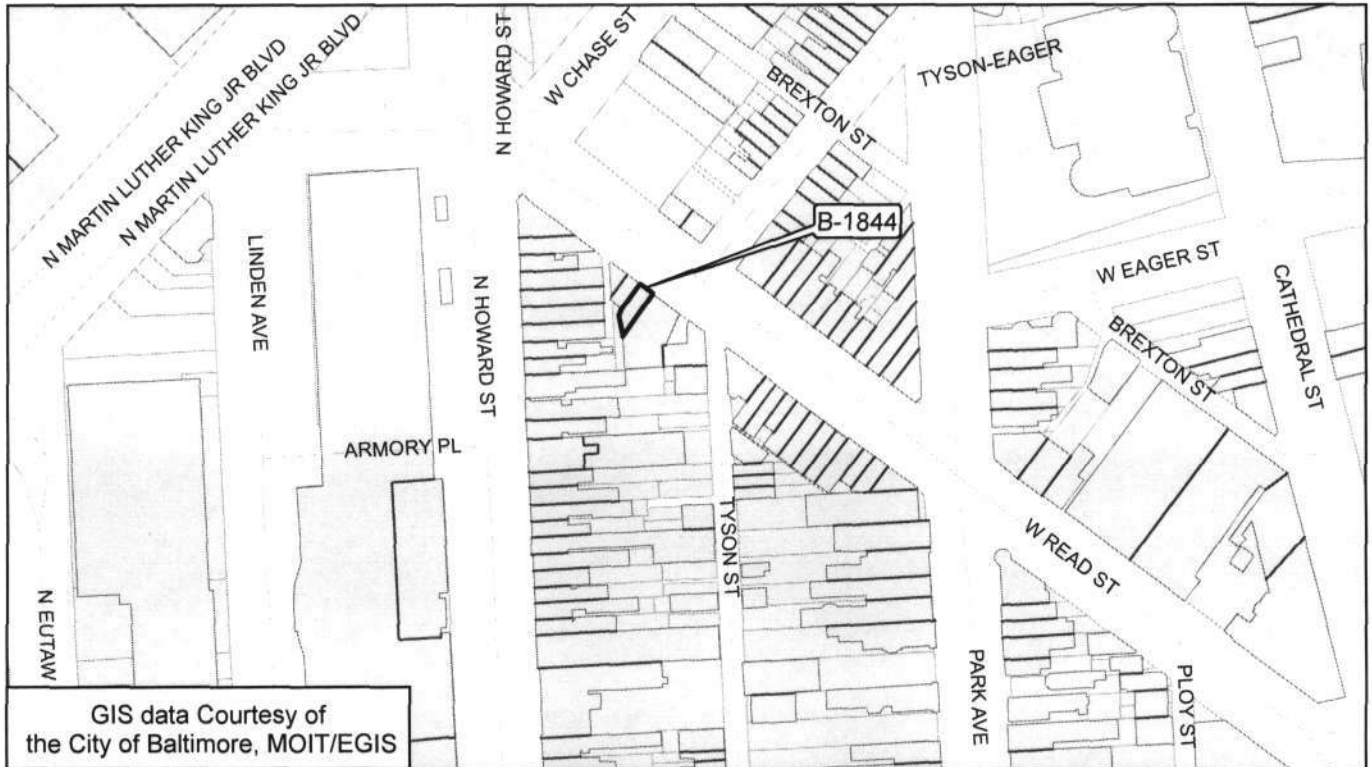 N MARTIN LUTHER KING JR BLVD
N MARTIN LUTHER KING JR BLVD
N HOWARD ST
W CHASE ST
BREXTON ST
TYSON-EAGER
B-1844
LINDEN AVE
N HOWARD ST
W EAGER ST
CATHEDRAL ST
BREXTON ST
ARMORY PL
TYSON ST
W READ ST
N EUTAW
PARK AVE
PLOY ST
GIS data Courtesy of
the City of Baltimore, MOIT/EGIS